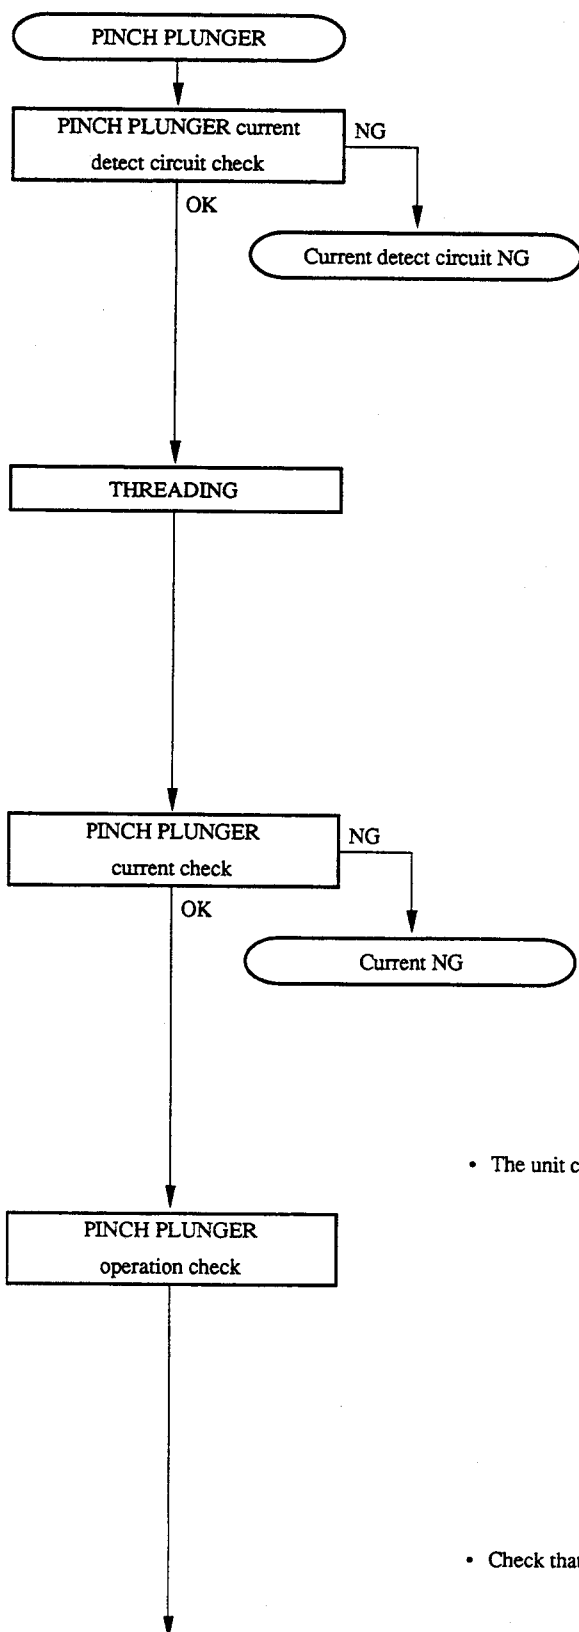 PINCH PLUNGER
PINCH PLUNGER current
detect circuit check
NG
OK
Current detect circuit NG
THREADING
PINCH PLUNGER
current check
NG
OK
Current NG
• The unit c
PINCH PLUNGER
operation check
• Check that